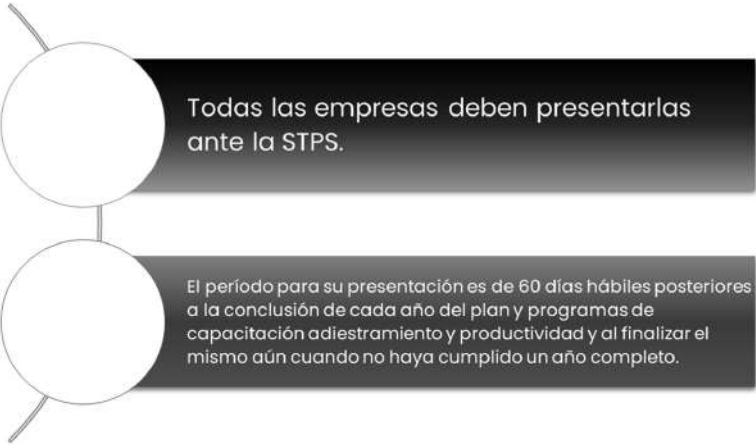 Todas las empresas deben presentarlas
ante la STPS.
El período para su presentación es de 60 días hábiles posteriores
a la conclusión de cada año del plan y programas de
capacitación adiestramiento y productividad y al finalizar el
mismo aún cuando no haya cumplido un año completo.